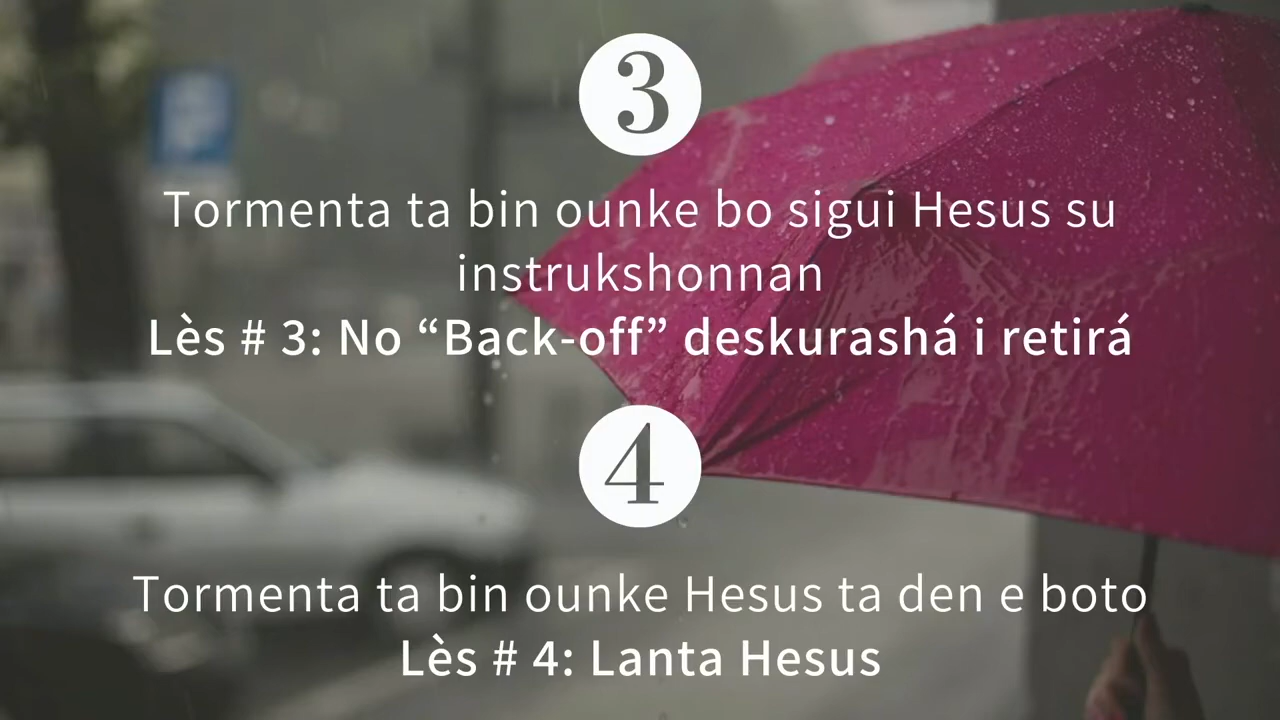 3
Tormenta ta bin ounke bo sigui Hesus su
instrukshonnan
Lès # 3: No “Back-off” deskurashá i retirá
4
Tormenta ta bin ounke Hesus ta den e boto
Lès # 4: Lanta Hesus